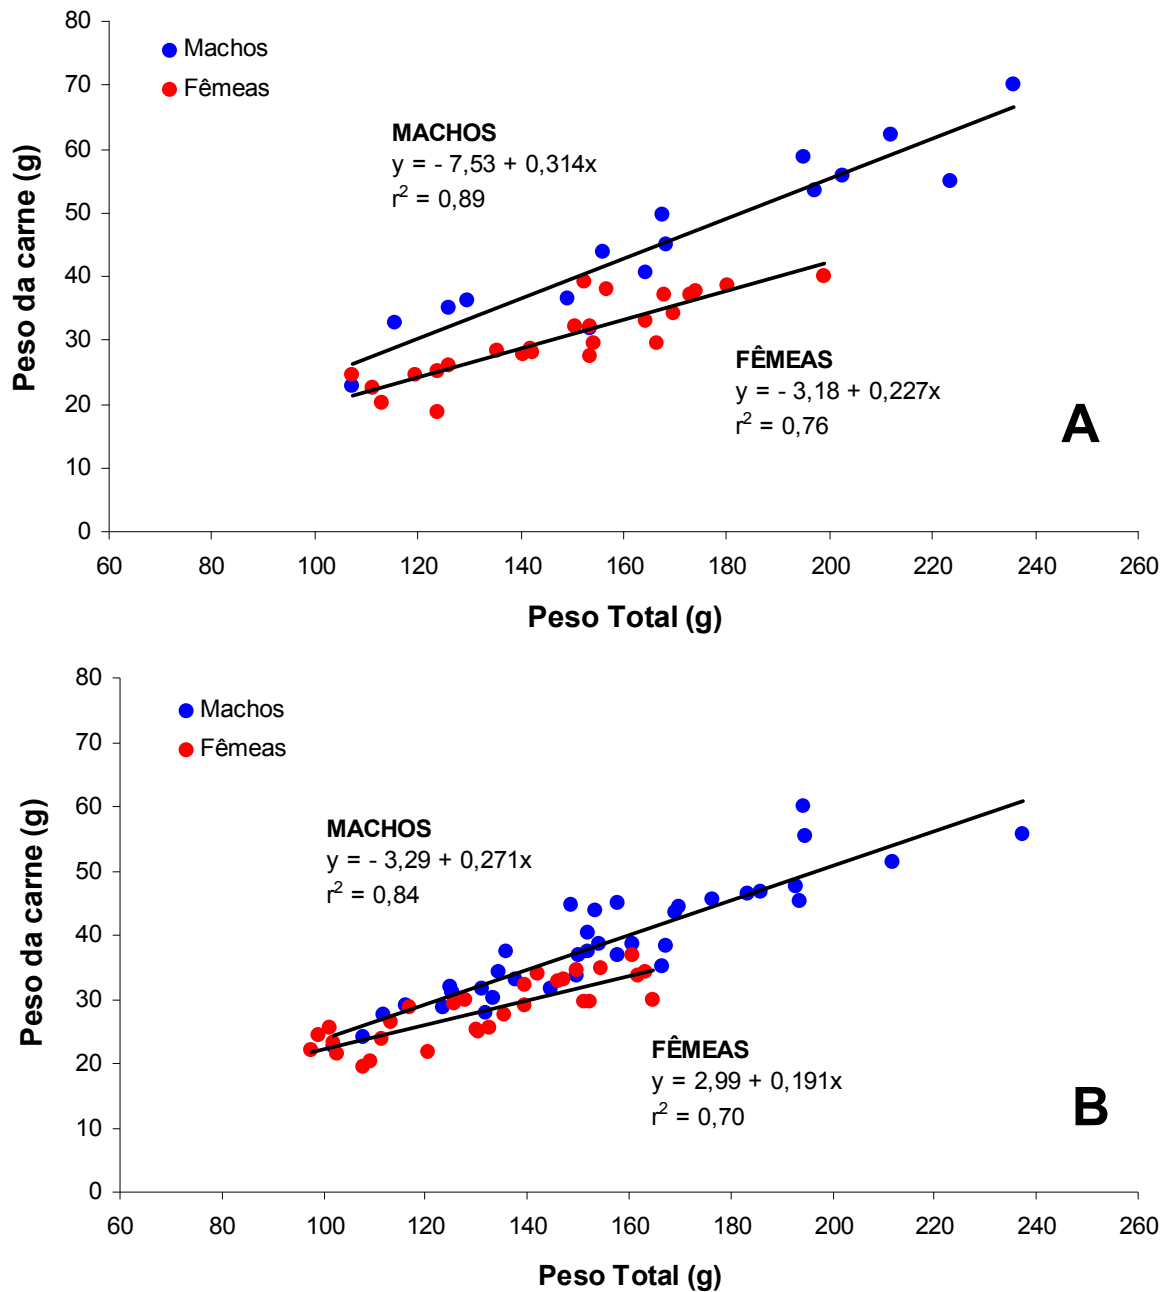 80
70
60
50
40
30
20
10
0
Peso da carne (g)
Machos
Fêmeas
MACHOS
y = - 7,53 + 0,314x
r² = 0,89
FÊMEAS
y = - 3,18 + 0,227x
r² = 0,76
A
60 80 100 120 140 160 180 200 220 240 260
Peso Total (g)
80
70
60
50
40
30
20
10
0
Peso da carne (g)
Machos
Fêmeas
MACHOS
y = - 3,29 + 0,271x
r² = 0,84
FÊMEAS
y = 2,99 + 0,191x
r² = 0,70
B
60 80 100 120 140 160 180 200 220 240 260
Peso Total (g)